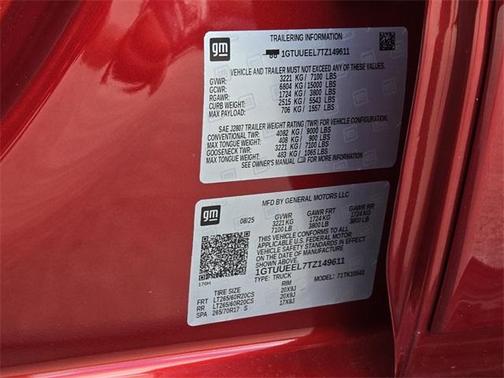 gm
TRAILERING INFORMATION
1GTUUEEL7TZ149611
VEHICLE AND TRAILER MUST NOT EXCEED ANY OF THESE VALUES.
GVWR: 3221 KG / 7100 LBS
GCWR: 6804 KG / 15000 LBS
RGAWR: 1724 KG / 3800 LBS
CURB WEIGHT: 2515 KG / 5543 LBS
MAX PAYLOAD: 706 KG / 1557 LBS
SAE J2807 TRAILER WEIGHT RATING (TWR) FOR VEHICLE CONFIGURATION.
CONVENTIONAL TWR: 4082 KG / 9000 LBS
MAX TONGUE WEIGHT: 408 KG / 900 LBS
GOOSENECK TWR: 3221 KG / 7100 LBS
MAX TONGUE WEIGHT: 483 KG / 1065 LBS
SEE OWNER'S MANUAL FOR MORE INFORMATION.
gm
MFD BY GENERAL MOTORS LLC
08/25 GVWR GAWR FRT GAWR RR
3221 KG 1724 KG 1724 KG
7100 LB 3800 LB 3800 LB
THIS VEHICLE CONFORMS TO ALL
APPLICABLE U.S. FEDERAL MOTOR
VEHICLE SAFETY STANDARDS IN
EFFECT ON THE DATE OF
MANUFACTURE SHOWN ABOVE.
1GTUUEEL7TZ149611
170H TYPE: TRUCK MODEL:
TIRE SIZE RIM
FRT LT265/60R20CS 20X9J
RR LT265/60R20CS 20X9J
SPA 265/70R17 S 17X8J